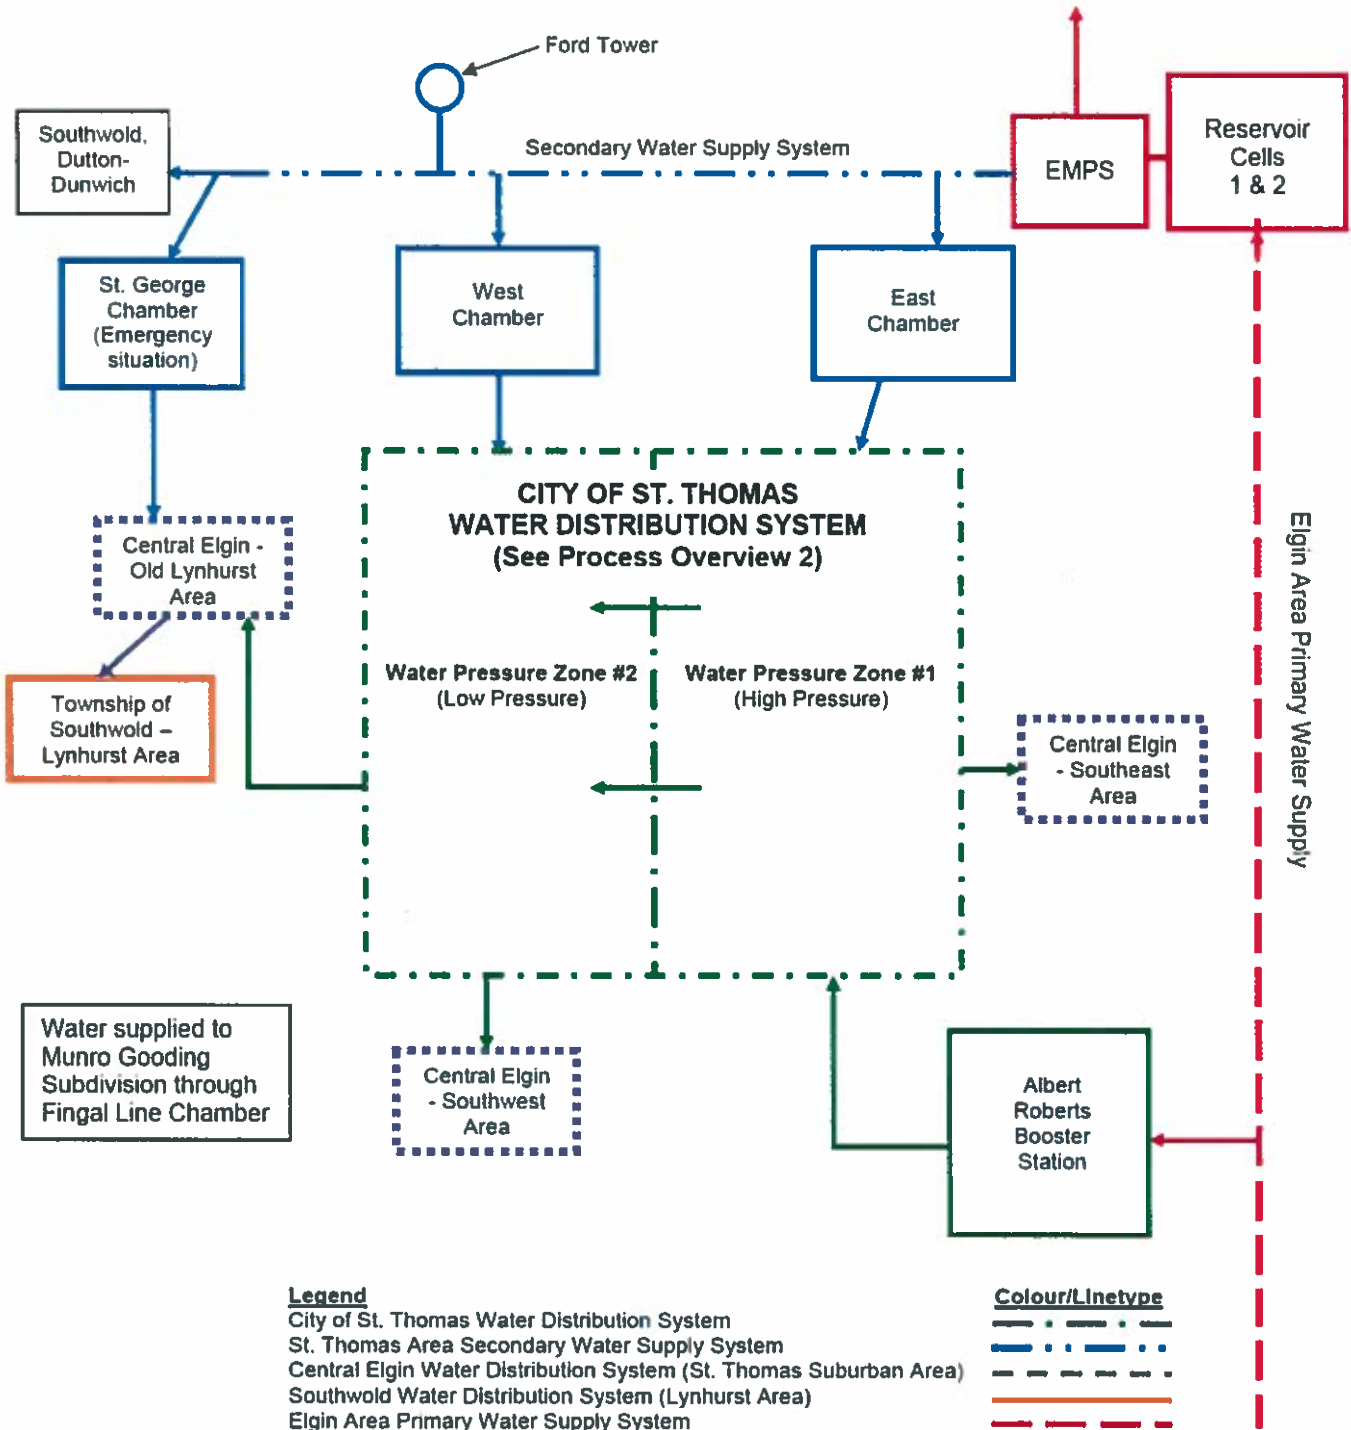 Ford Tower
Southwold,
Dutton-
Dunwich
Secondary Water Supply System
EMPS
Reservoir
Cells
1 & 2
St. George
Chamber
(Emergency
situation)
West
Chamber
East
Chamber
CITY OF ST. THOMAS
WATER DISTRIBUTION SYSTEM
(See Process Overview 2)
Central Elgin -
Old Lynhurst
Area
Elgin Area Primary Water Supply
Water Pressure Zone #2
(Low Pressure)
Water Pressure Zone #1
(High Pressure)
Township of
Southwold –
Lynhurst Area
Central Elgin
- Southeast
Area
Water supplied to
Munro Gooding
Subdivision through
Fingal Line Chamber
Central Elgin
- Southwest
Area
Albert
Roberts
Booster
Station
Legend
Colour/Linetype
City of St. Thomas Water Distribution System
St. Thomas Area Secondary Water Supply System
Central Elgin Water Distribution System (St. Thomas Suburban Area)
Southwold Water Distribution System (Lynhurst Area)
Elgin Area Primary Water Supply System